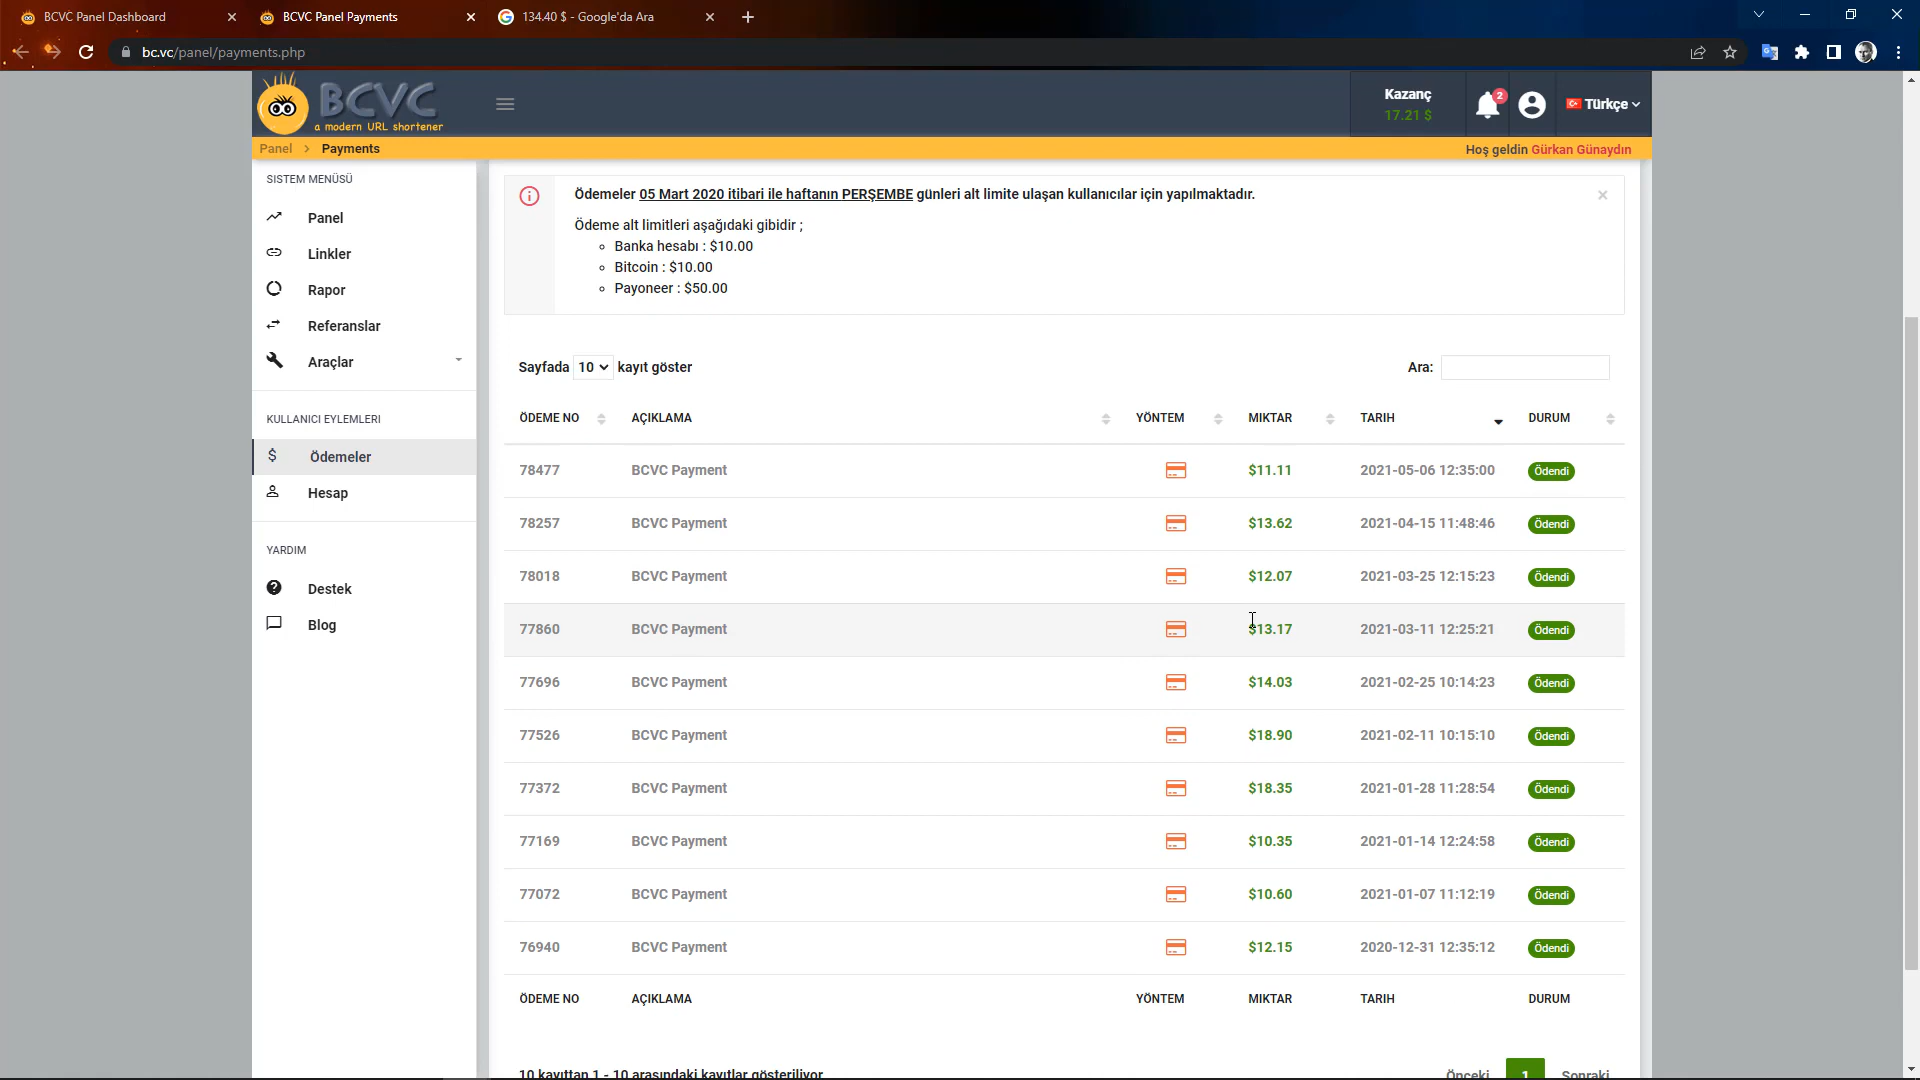 BCVC Panel Dashboard
BCVC Panel Payments
134.40 $ - Google'da Ara
bc.vc/panel/payments.php
BCVC
a modern URL shortener
Kazanç
17.21 $
2
Türkçe
Panel > Payments
Hoş geldin Gürkan Günaydın
SISTEM MENÜSÜ
Panel
Linkler
Rapor
Referanslar
Araçlar
KULLANICI EYLEMLERI
Ödemeler
Hesap
YARDIM
Destek
Blog
Ödemeler 05 Mart 2020 itibari ile haftanın PERŞEMBE günleri alt limite ulaşan kullanıcılar için yapılmaktadır.
Ödeme alt limitleri aşağıdaki gibidir ;
Banka hesabı : $10.00
Bitcoin : $10.00
Payoneer : $50.00
Sayfada 10 kayıt göster
Ara:
ÖDEME NO AÇIKLAMA YÖNTEM MIKTAR TARIH DURUM
78477 BCVC Payment $11.11 2021-05-06 12:35:00 Ödendi
78257 BCVC Payment $13.62 2021-04-15 11:48:46 Ödendi
78018 BCVC Payment $12.07 2021-03-25 12:15:23 Ödendi
77860 BCVC Payment $13.17 2021-03-11 12:25:21 Ödendi
77696 BCVC Payment $14.03 2021-02-25 10:14:23 Ödendi
77526 BCVC Payment $18.90 2021-02-11 10:15:10 Ödendi
77372 BCVC Payment $18.35 2021-01-28 11:28:54 Ödendi
77169 BCVC Payment $10.35 2021-01-14 12:24:58 Ödendi
77072 BCVC Payment $10.60 2021-01-07 11:12:19 Ödendi
76940 BCVC Payment $12.15 2020-12-31 12:35:12 Ödendi
ÖDEME NO AÇIKLAMA YÖNTEM MIKTAR TARIH DURUM
10 kayıttan 1 - 10 arasındaki kayıtlar gösteriliyor
Önceki 1 Sonraki